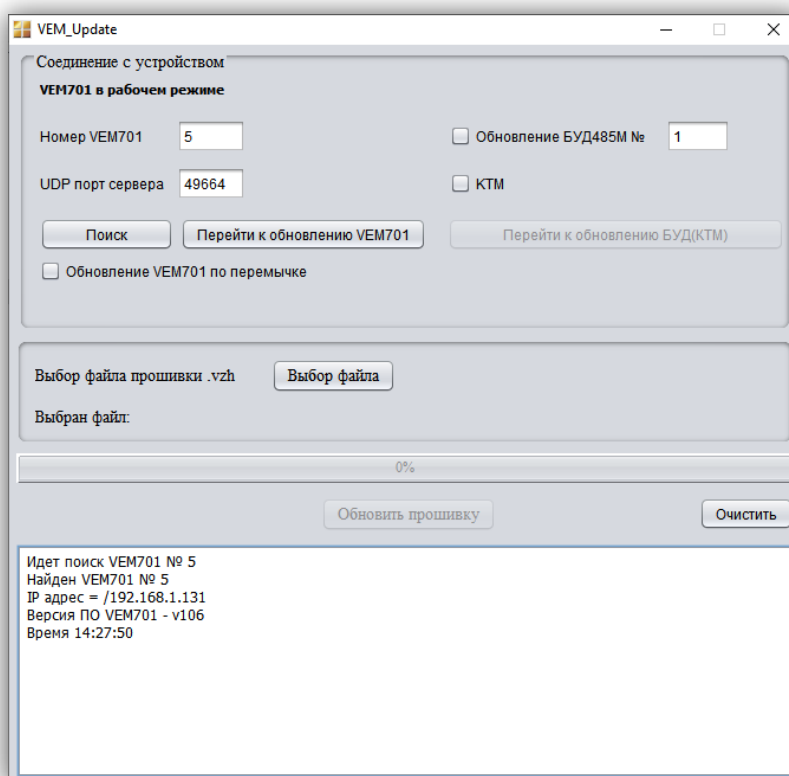 VEM_Update
Соединение с устройством
VEM701 в рабочем режиме
Номер VEM701 5 Обновление БУД485М № 1
UDP порт сервера 49664 КТМ
Поиск Перейти к обновлению VEM701 Перейти к обновлению БУД(КТМ)
Обновление VEM701 по перемычке
Выбор файла прошивки .vzh Выбор файла
Выбран файл:
0%
Обновить прошивку Очистить
Идет поиск VEM701 № 5
Найден VEM701 № 5
IP адрес = /192.168.1.131
Версия ПО VEM701 - v106
Время 14:27:50